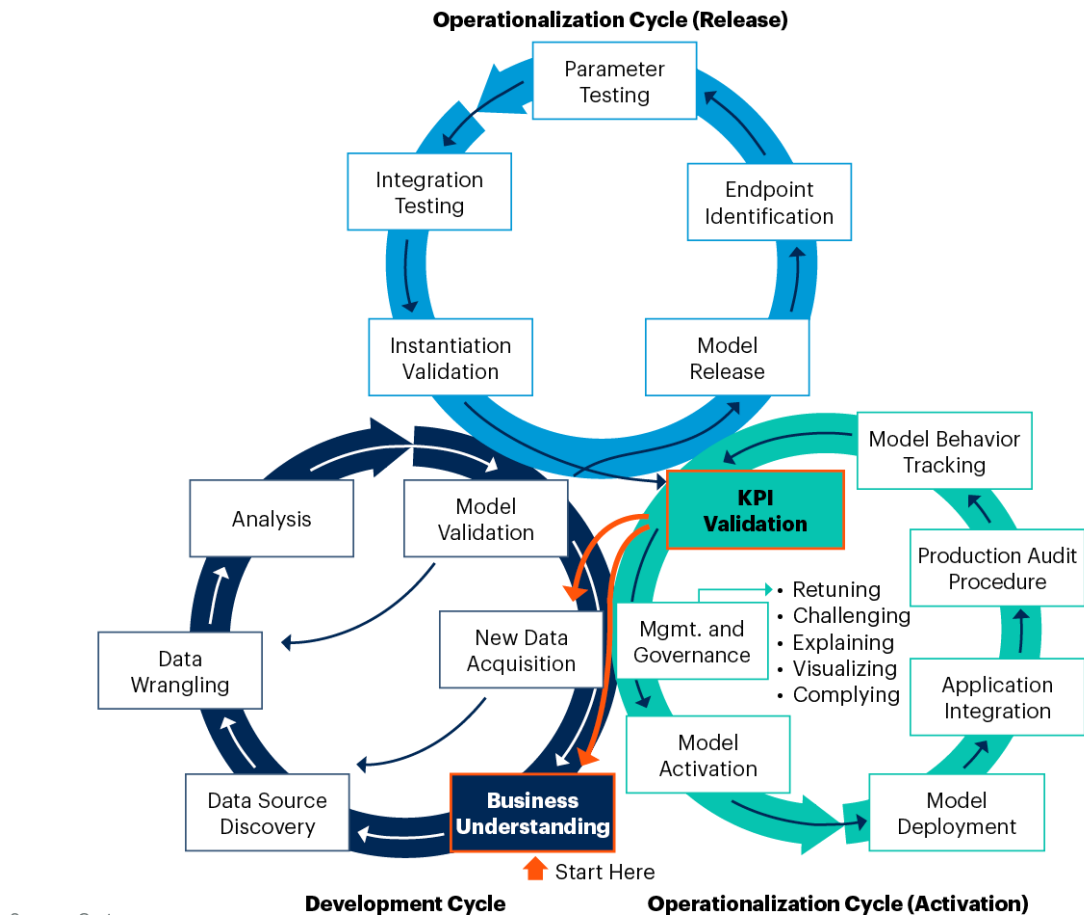 Operationalization Cycle (Release)
Parameter
Testing
Integration
Testing
Endpoint
Identification
Instantiation
Validation
Model
Release
Model Behavior
Tracking
Analysis
Model
Validation
KPI
Validation
Production Audit
Procedure
• Retuning
• Challenging
• Explaining
• Visualizing
• Complying
New Data
Acquisition
Mgmt. and
Governance
Data
Wrangling
Application
Integration
Model
Activation
Data Source
Discovery
Business
Understanding
Model
Deployment
Start Here
Development Cycle
Operationalization Cycle (Activation)